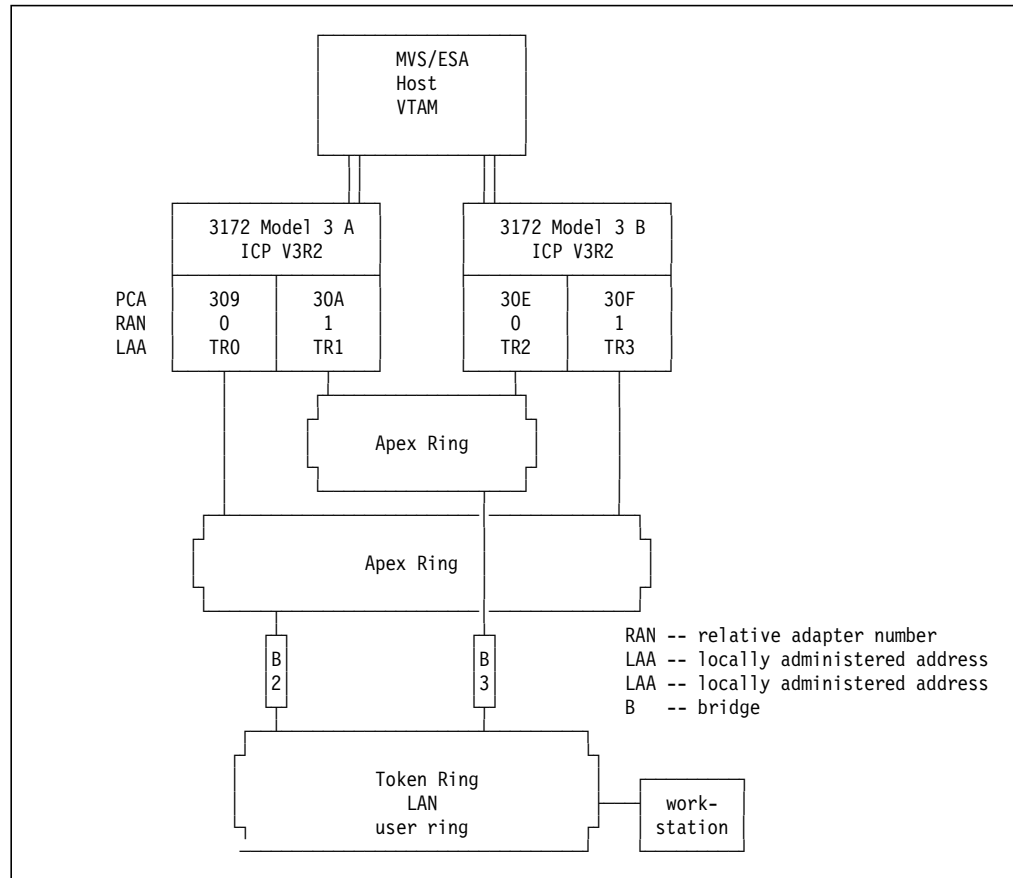 MVS/ESA
Host
VTAM
3172 Model 3 A
ICP V3R2
3172 Model 3 B
ICP V3R2
PCA 309 30A 30E 30F
RAN 0 1 0 1
LAA TR0 TR1 TR2 TR3
Apex Ring
Apex Ring
RAN -- relative adapter number
LAA -- locally administered address
LAA -- locally administered address
B -- bridge
B
2
B
3
Token Ring
LAN
user ring
work-
station